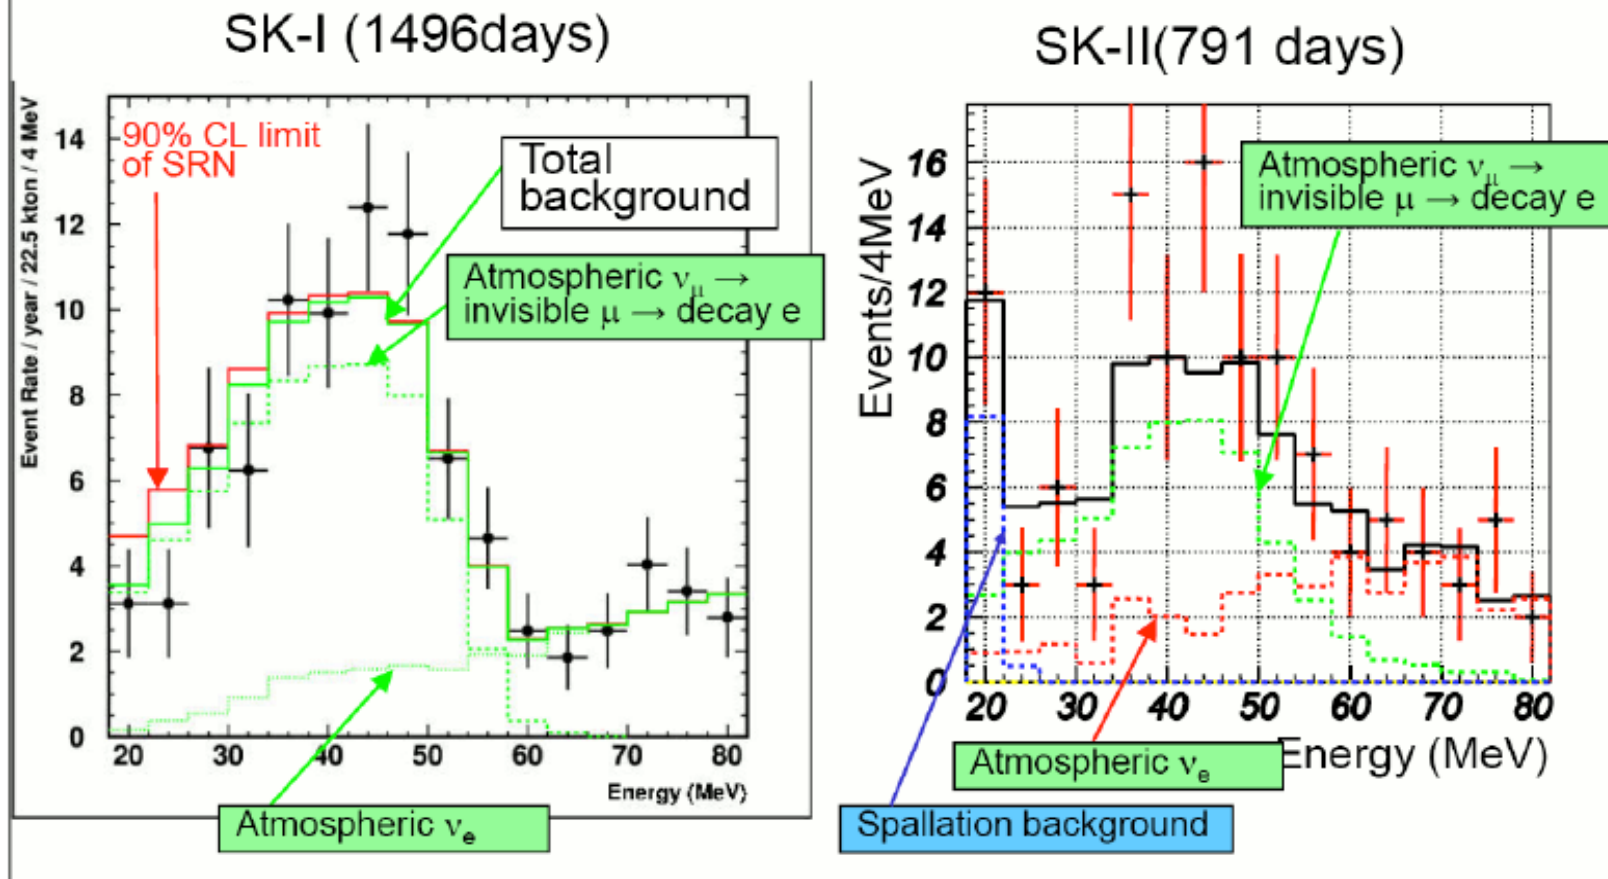 SK-I (1496days)
SK-II(791 days)
Event Rate / year / 22.5 kton / 4 MeV
14
12
10
8
6
4
2
0
90% CL limit
of SRN
Total
background
Atmospheric νμ →
invisible μ → decay e
20 30 40 50 60 70 80
Energy (MeV)
Atmospheric νe
Events/4MeV
16
14
12
10
8
6
4
2
0
Atmospheric νμ →
invisible μ → decay e
20 30 40 50 60 70 80
Energy (MeV)
Atmospheric νe
Spallation background